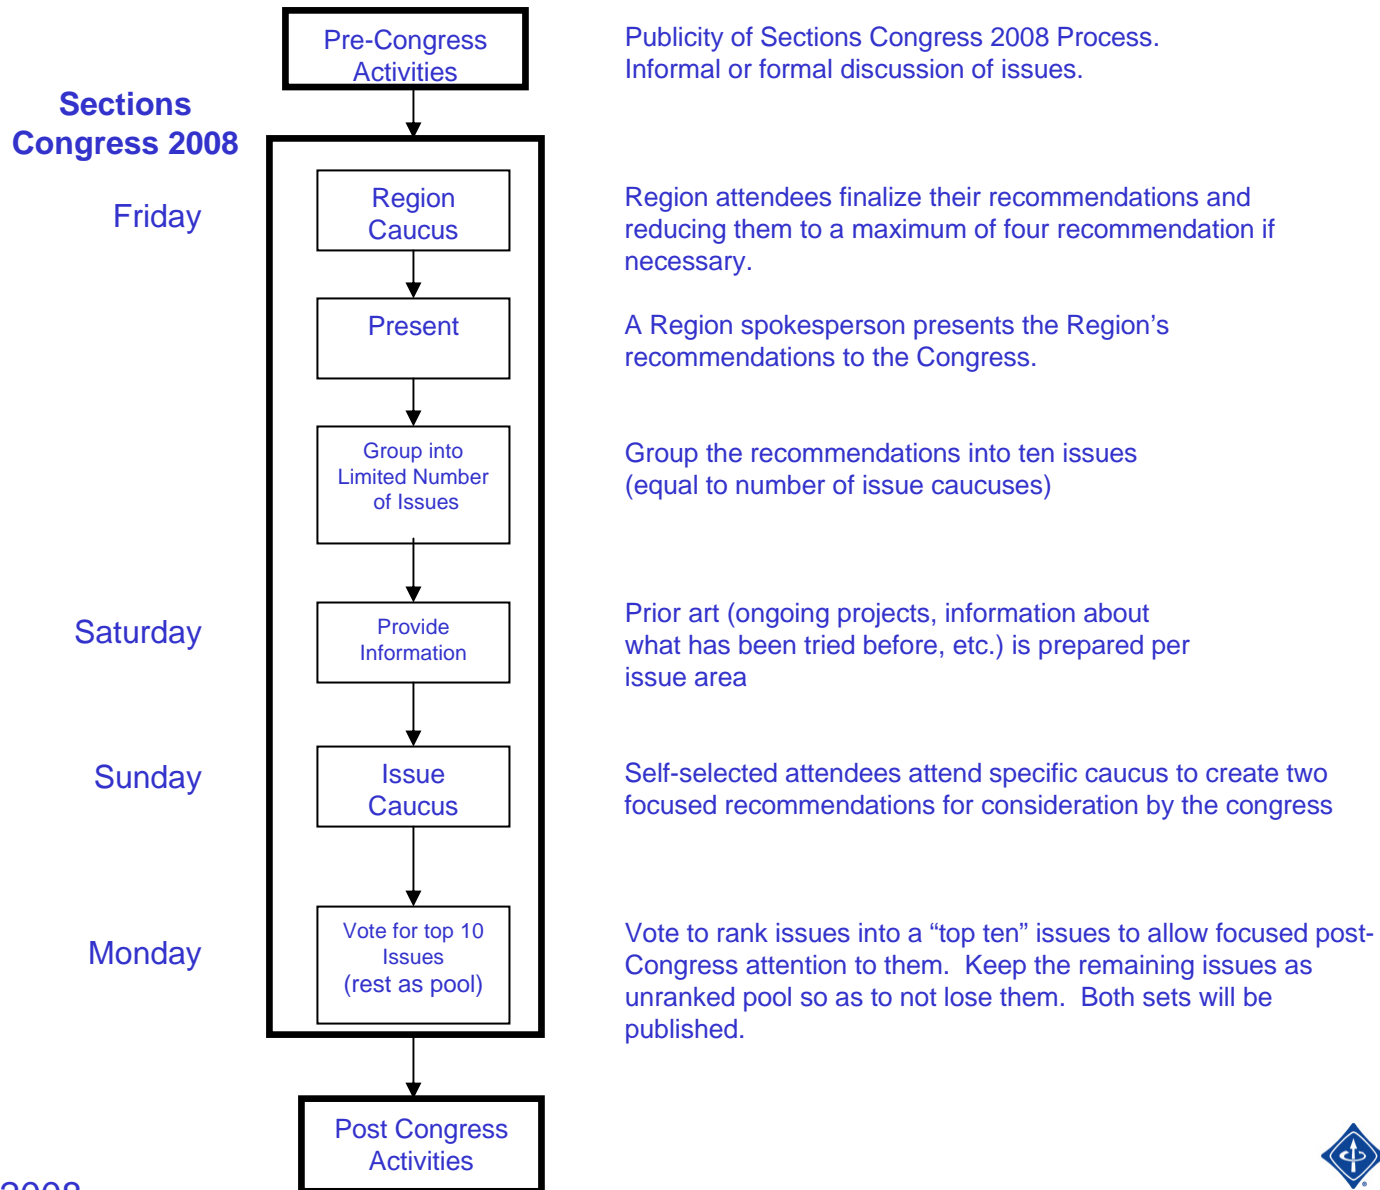 Pre-Congress
Activities
Publicity of Sections Congress 2008 Process.
Informal or formal discussion of issues.
Sections
Congress 2008
Friday
Region
Caucus
Region attendees finalize their recommendations and
reducing them to a maximum of four recommendation if
necessary.
Present
A Region spokesperson presents the Region’s
recommendations to the Congress.
Group into
Limited Number
of Issues
Group the recommendations into ten issues
(equal to number of issue caucuses)
Saturday
Provide
Information
Prior art (ongoing projects, information about
what has been tried before, etc.) is prepared per
issue area
Sunday
Issue
Caucus
Self-selected attendees attend specific caucus to create two
focused recommendations for consideration by the congress
Monday
Vote for top 10
Issues
(rest as pool)
Vote to rank issues into a “top ten” issues to allow focused post-
Congress attention to them.  Keep the remaining issues as
unranked pool so as to not lose them.  Both sets will be
published.
Post Congress
Activities
2008